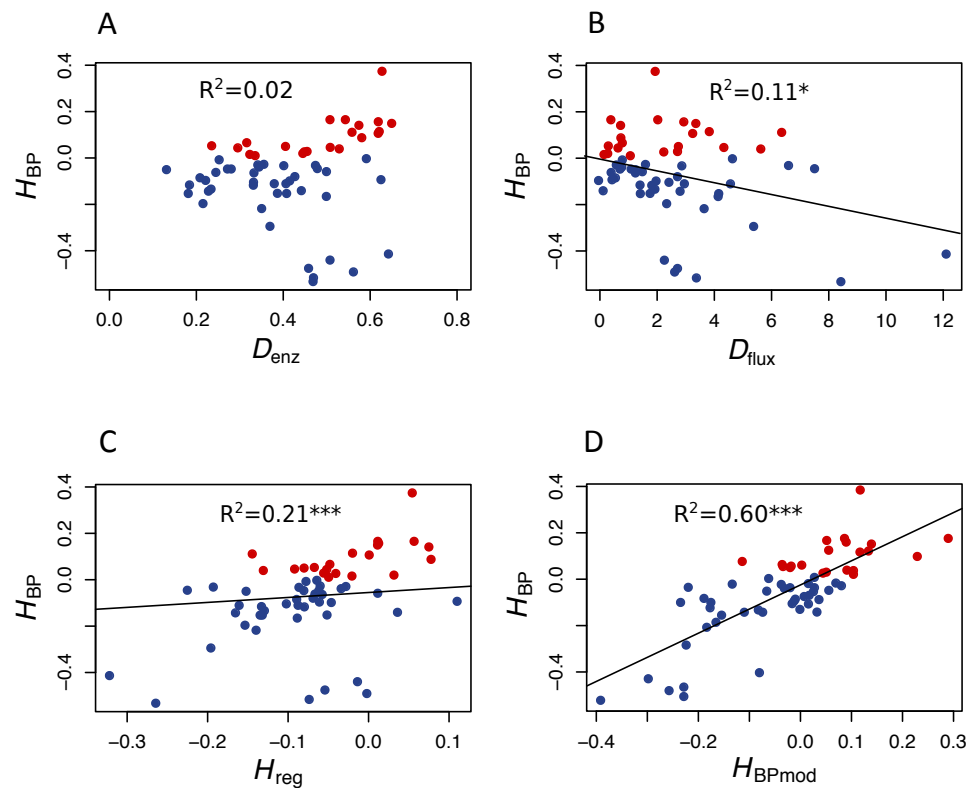 A
R²=0.02
H_BP
0.4
0.2
0.0
−0.4
0.0 0.2 0.4 0.6 0.8
D_enz
B
R²=0.11*
H_BP
0.4
0.2
0.0
−0.4
0 2 4 6 8 10 12
D_flux
C
R²=0.21***
H_BP
0.4
0.2
0.0
−0.4
−0.3 −0.2 −0.1 0.0 0.1
H_reg
D
R²=0.60***
H_BP
0.4
0.2
0.0
−0.4
−0.4 −0.2 0.0 0.1 0.2 0.3
H_BPmod